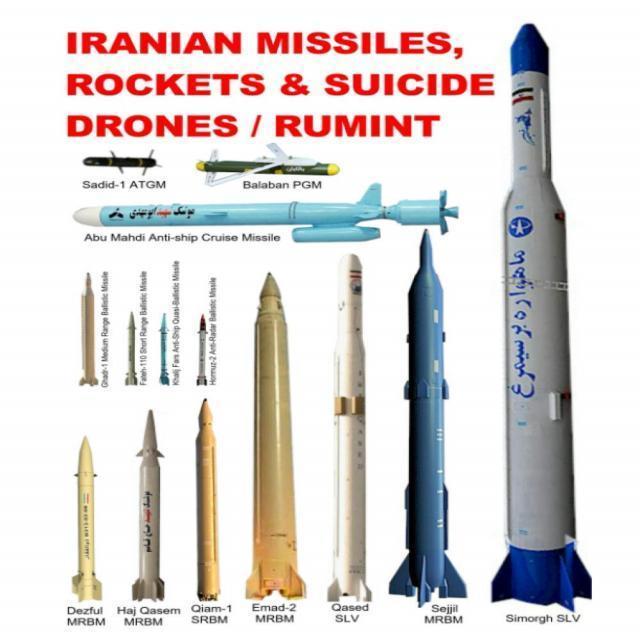 IRANIAN MISSILES,
ROCKETS & SUICIDE
DRONES / RUMINT
Sadid-1 ATGM
Balaban PGM
موشک شهید ابومهدی
Abu Mahdi Anti-ship Cruise Missile
Ghadr-1 Medium Range Ballistic Missile
Fateh-110 Short Range Ballistic Missile
Khalij Fars Anti-Ship Quasi-Ballistic Missile
Hormuz-2 Anti-Radar Ballistic Missile
ماهواره بر سیمرغ
Dezful
MRBM
Haj Qasem
MRBM
Qiam-1
SRBM
Emad-2
MRBM
Qased
SLV
Sejjil
MRBM
Simorgh SLV